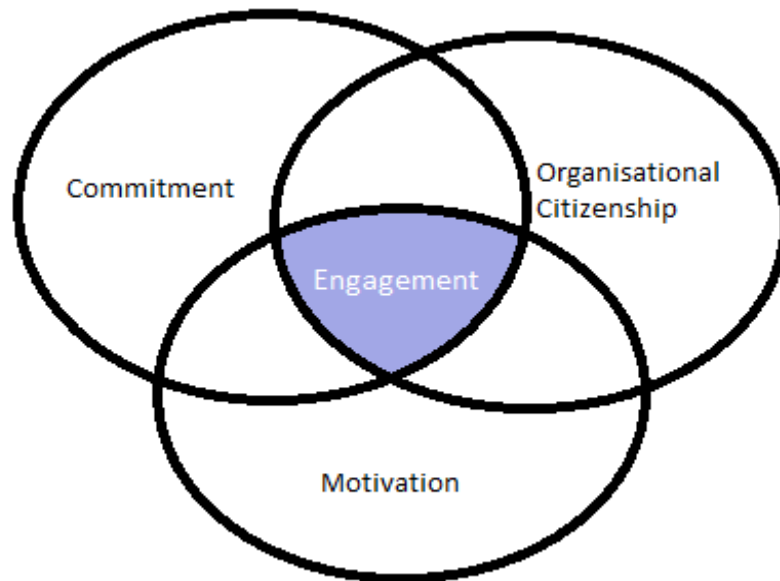 Commitment
Organisational
Citizenship
Engagement
Motivation